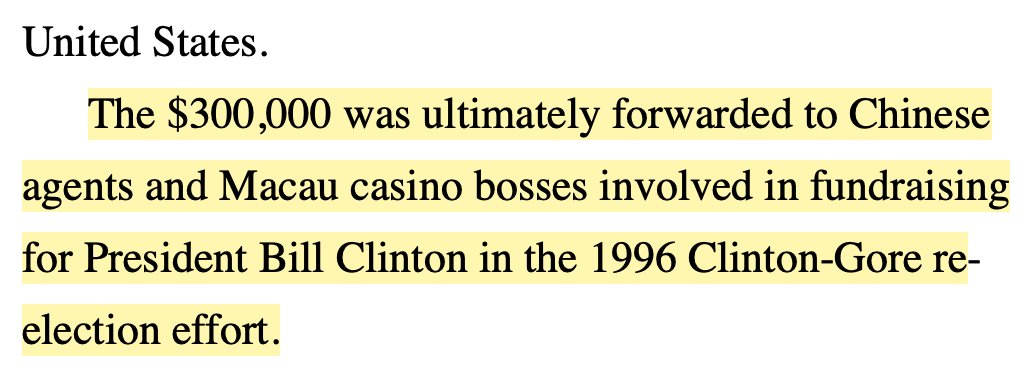 United States.
The $300,000 was ultimately forwarded to Chinese
agents and Macau casino bosses involved in fundraising
for President Bill Clinton in the 1996 Clinton-Gore re-
election effort.